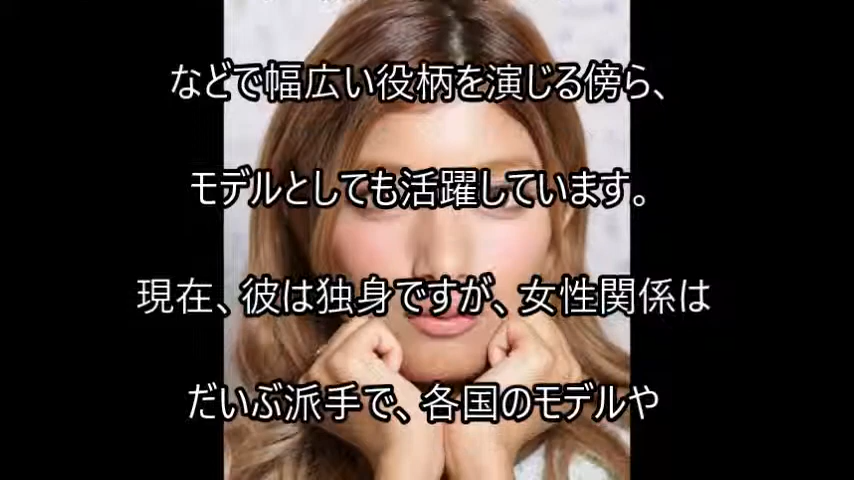 などで幅広い役柄を演じる傍ら、
モデルとしても活躍しています。
現在、彼は独身ですが、女性関係は
だいぶ派手で、各国のモデルや